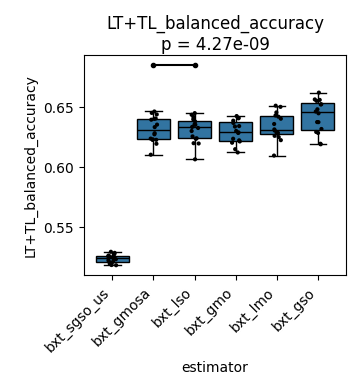 LT+TL_balanced_accuracy
p = 4.27e-09
LT+TL_balanced_accuracy
0.65
0.60
0.55
bxt_sgso_us
bxt_gmosa
bxt_lso
bxt_gmo
bxt_lmo
bxt_gso
estimator